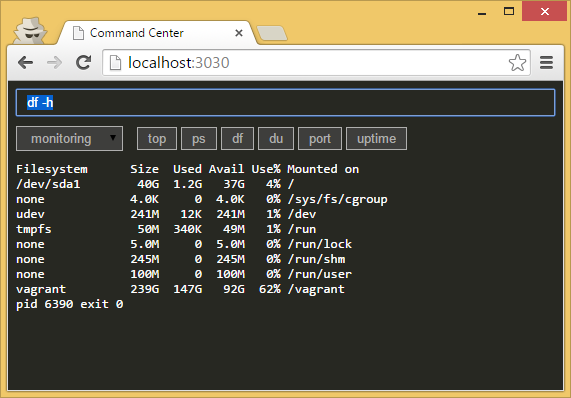 Command Center
localhost:3030
df -h
monitoring top ps df du port uptime
Filesystem Size Used Avail Use% Mounted on
/dev/sda1 40G 1.2G 37G 4% /
none 4.0K 0 4.0K 0% /sys/fs/cgroup
udev 241M 12K 241M 1% /dev
tmpfs 50M 340K 49M 1% /run
none 5.0M 0 5.0M 0% /run/lock
none 245M 0 245M 0% /run/shm
none 100M 0 100M 0% /run/user
vagrant 239G 147G 92G 62% /vagrant
pid 6390 exit 0